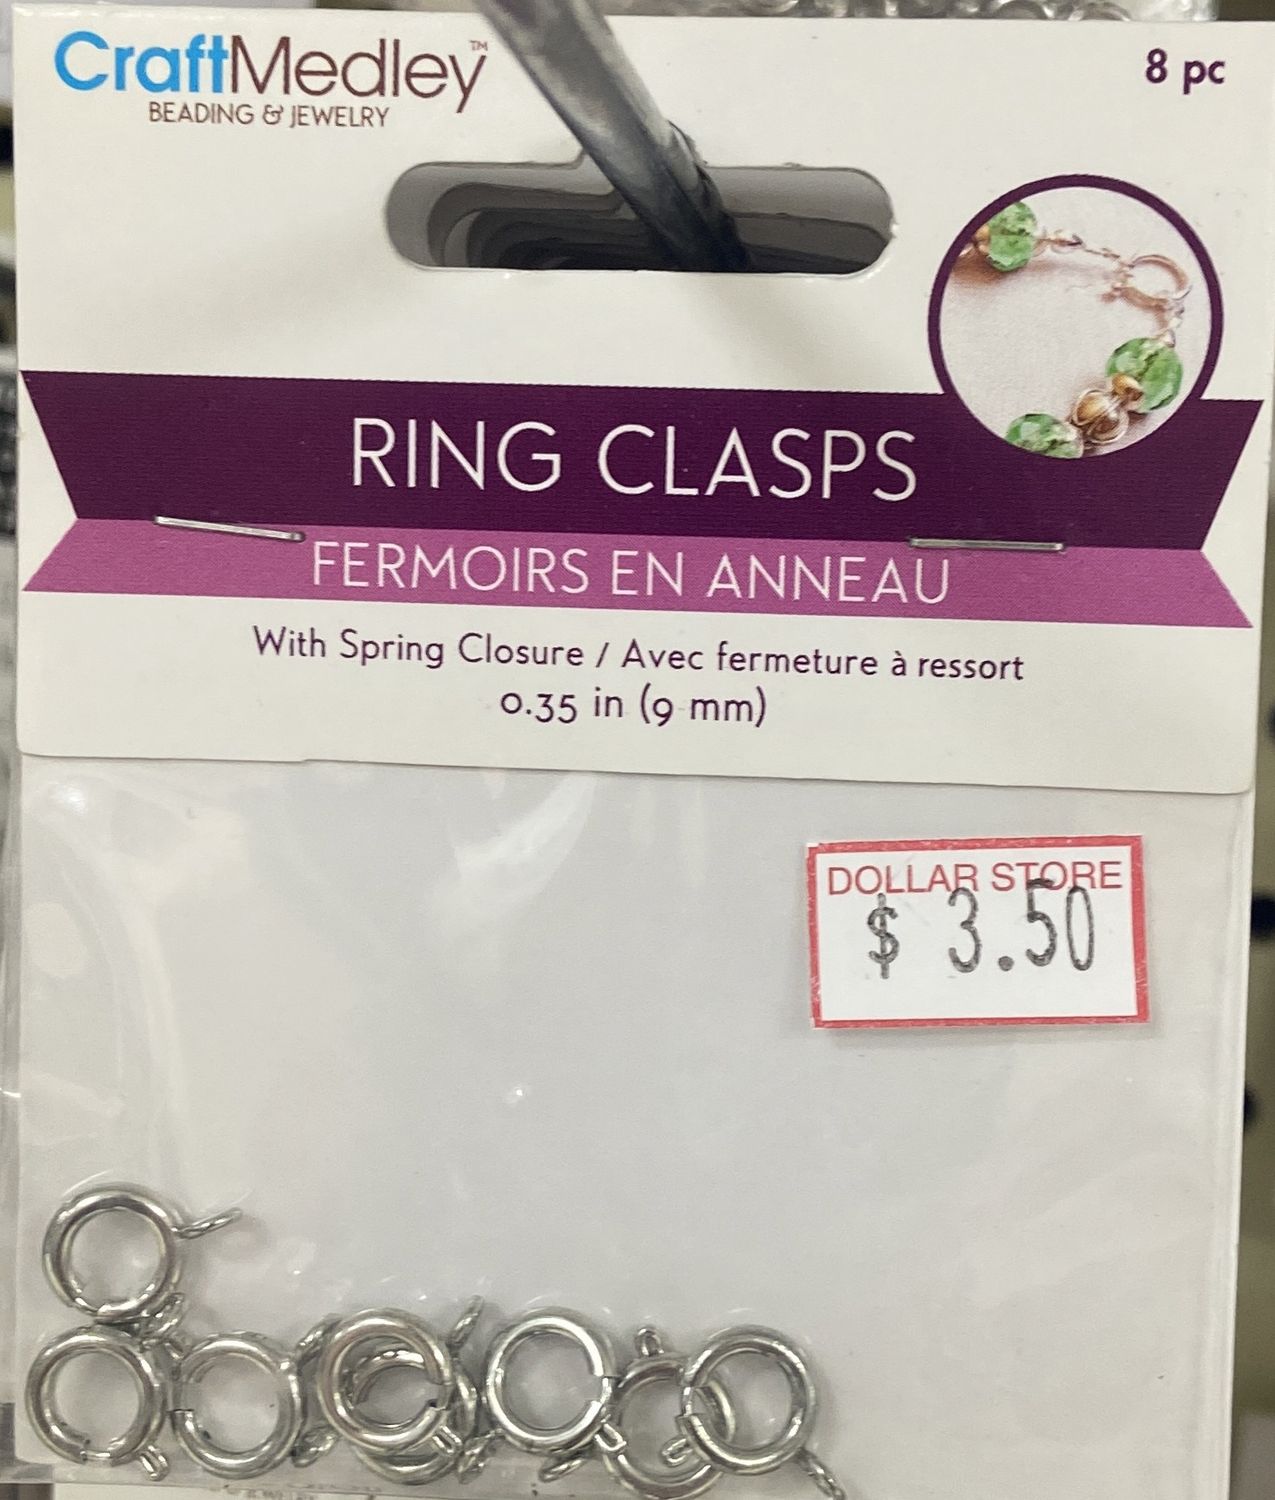 CraftMedley™
BEADING & JEWELRY
8 pc
RING CLASPS
FERMOIRS EN ANNEAU
With Spring Closure / Avec fermeture à ressort
0.35 in (9 mm)
DOLLAR STORE
$ 3.50